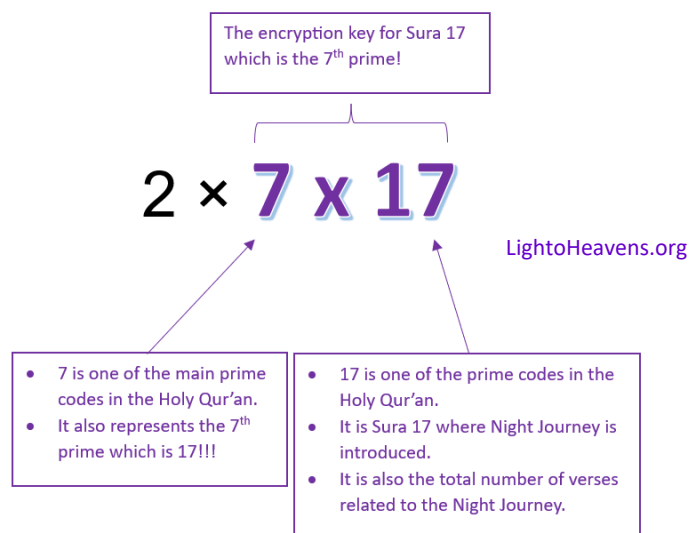 The encryption key for Sura 17
which is the 7th prime!
2 × 7 x 17
LightoHeavens.org
• 7 is one of the main prime
codes in the Holy Qur’an.
• It also represents the 7th
prime which is 17!!!
• 17 is one of the prime codes in the
Holy Qur’an.
• It is Sura 17 where Night Journey is
introduced.
• It is also the total number of verses
related to the Night Journey.